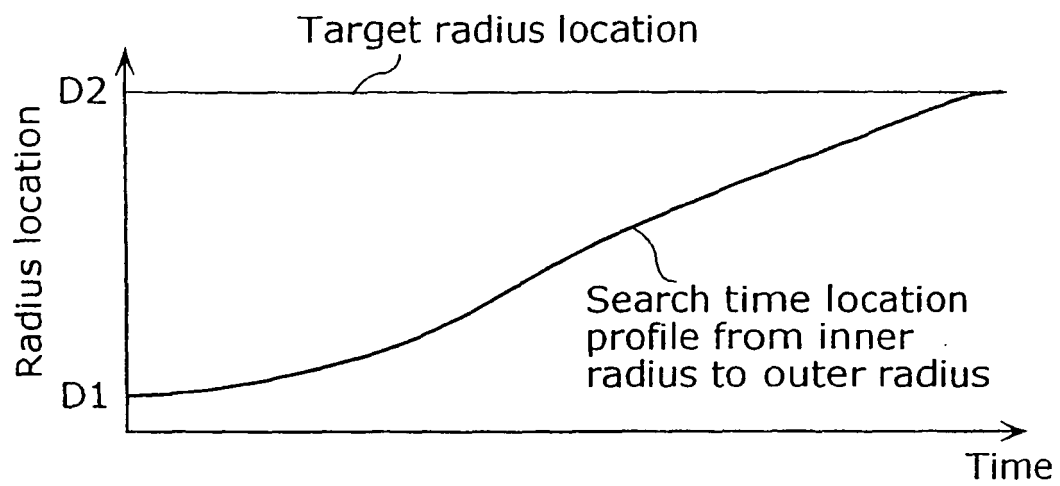 Target radius location
D2
Radius location
Search time location
profile from inner
radius to outer radius
D1
Time